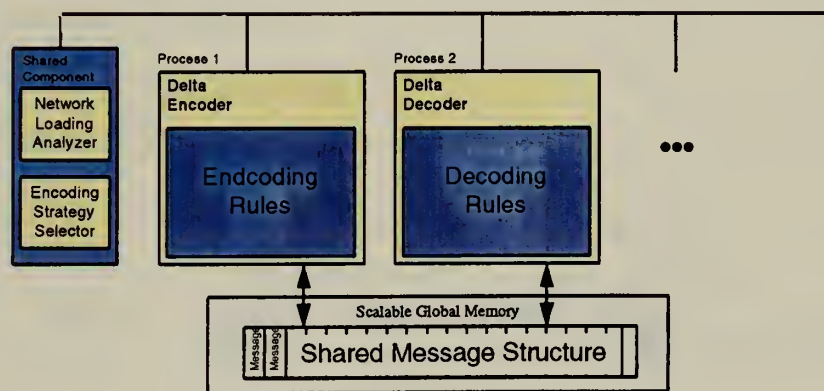 Shared
Component
Network
Loading
Analyzer
Encoding
Strategy
Selector
Process 1
Delta
Encoder
Endcoding
Rules
Process 2
Delta
Decoder
Decoding
Rules
•••
Scalable Global Memory
Message
Message
Shared Message Structure